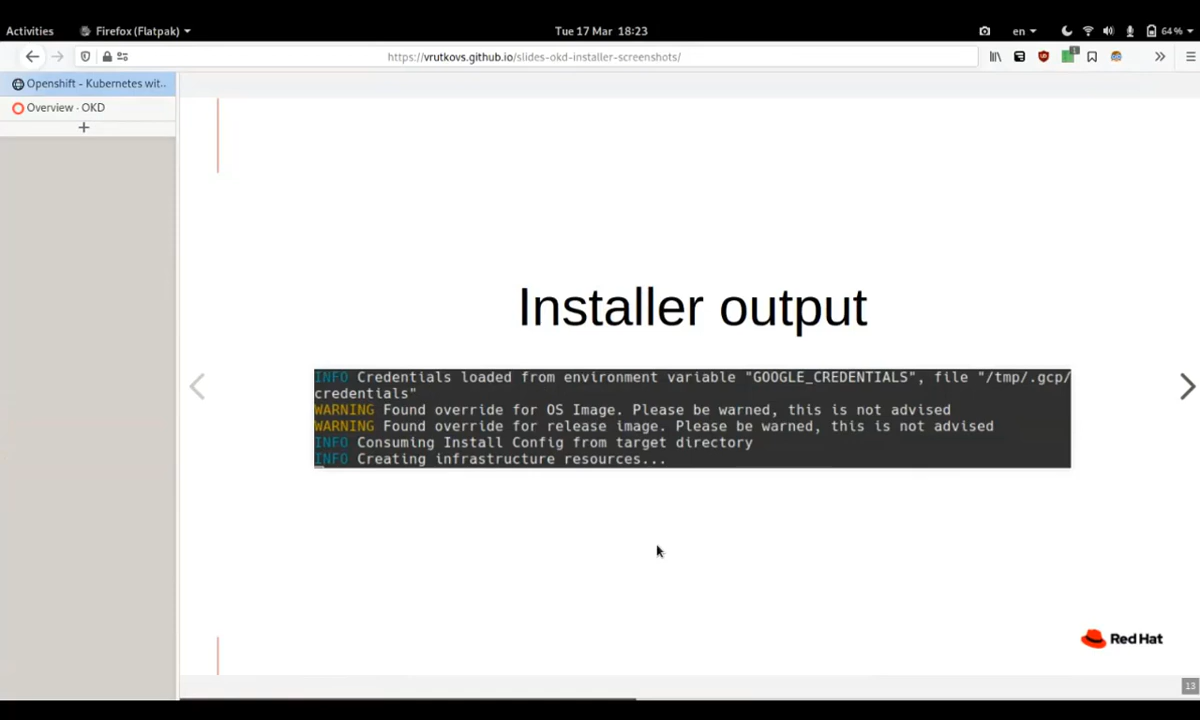 Activities
Firefox (Flatpak)
Tue 17 Mar 18:23
en
64%
https://vrutkovs.github.io/slides-okd-installer-screenshots/
1
Openshift - Kubernetes wit..
Overview · OKD
Installer output
INFO Credentials loaded from environment variable "GOOGLE_CREDENTIALS", file "/tmp/.gcp/
credentials"
WARNING Found override for OS Image. Please be warned, this is not advised
WARNING Found override for release image. Please be warned, this is not advised
INFO Consuming Install Config from target directory
INFO Creating infrastructure resources...
Red Hat
13